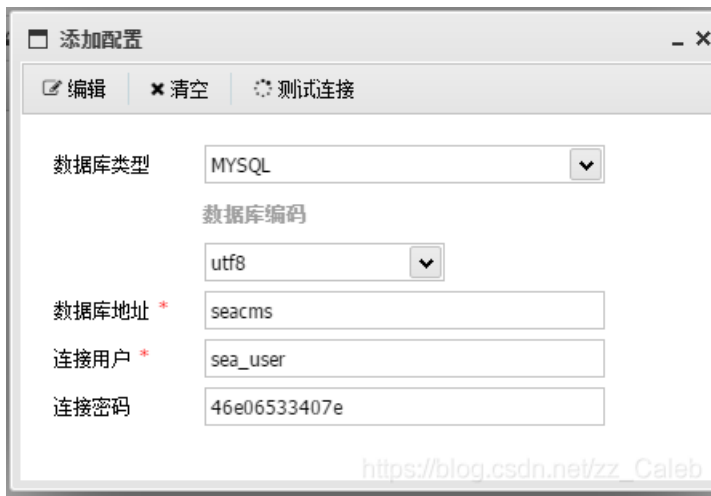 添加配置
编辑 清空 测试连接
数据库类型 MYSQL
数据库编码
utf8
数据库地址 * seacms
连接用户 * sea_user
连接密码 46e06533407e
https://blog.csdn.net/zz_Caleb